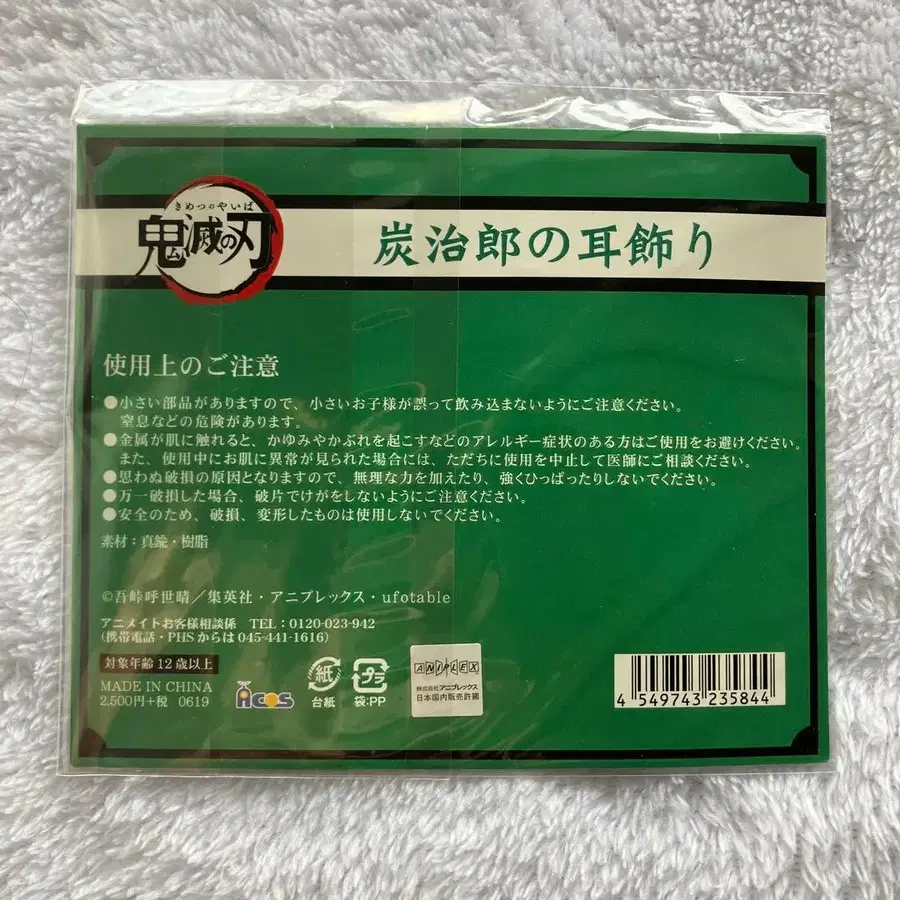 きめつのやいば
鬼滅の刃
炭治郎の耳飾り
使用上のご注意
●小さい部品がありますので、小さいお子様が誤って飲み込まないようにご注意ください。
窒息などの危険があります。
●金属が肌に触れると、かゆみやかぶれを起こすなどのアレルギー症状のある方はご使用をお避けください。
また、使用中にお肌に異常が見られた場合には、ただちに使用を中止して医師にご相談ください。
●思わぬ破損の原因となりますので、無理な力を加えたり、強くひっぱったりしないでください。
●万一破損した場合、破片でけがをしないようにご注意ください。
●安全のため、破損、変形したものは使用しないでください。
素材：真鍮・樹脂
©吾峠呼世晴／集英社・アニプレックス・ufotable
アニメイトお客様相談係 TEL：0120-023-942
(携帯電話・PHSからは045-441-1616)
対象年齢12歳以上
MADE IN CHINA
2,500円+税 0619
ACOS
紙
台紙
プラ
袋:PP
ANIPLEX
株式会社アニプレックス
日本国内販売許諾
4 549743 235844